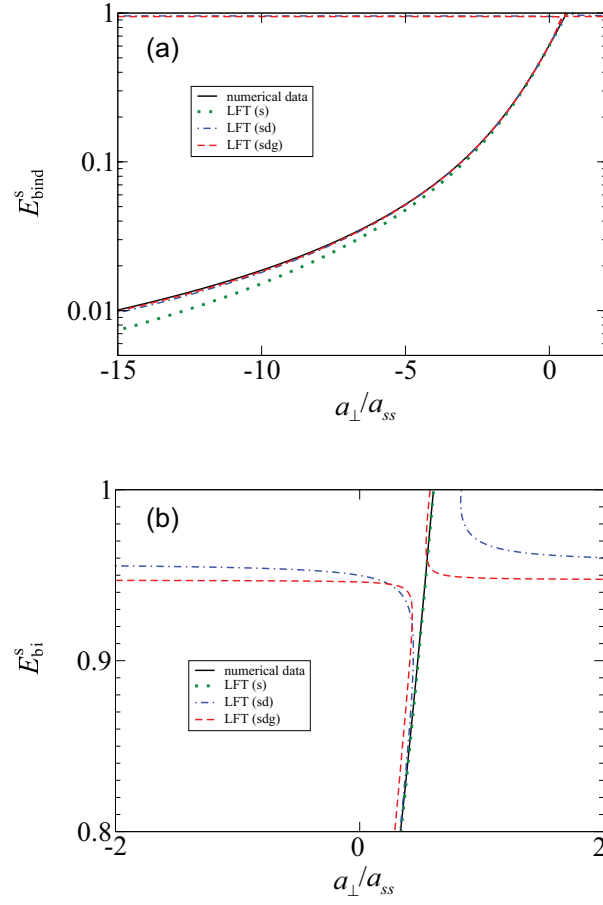 (a)
1
0.1
0.01
E^s_bind
numerical data
LFT (s)
LFT (sd)
LFT (sdg)
-15 -10 -5 0
a⊥/a_ss
(b)
1
0.9
0.8
E^s_bi
numerical data
LFT (s)
LFT (sd)
LFT (sdg)
-2 0 2
a⊥/a_ss